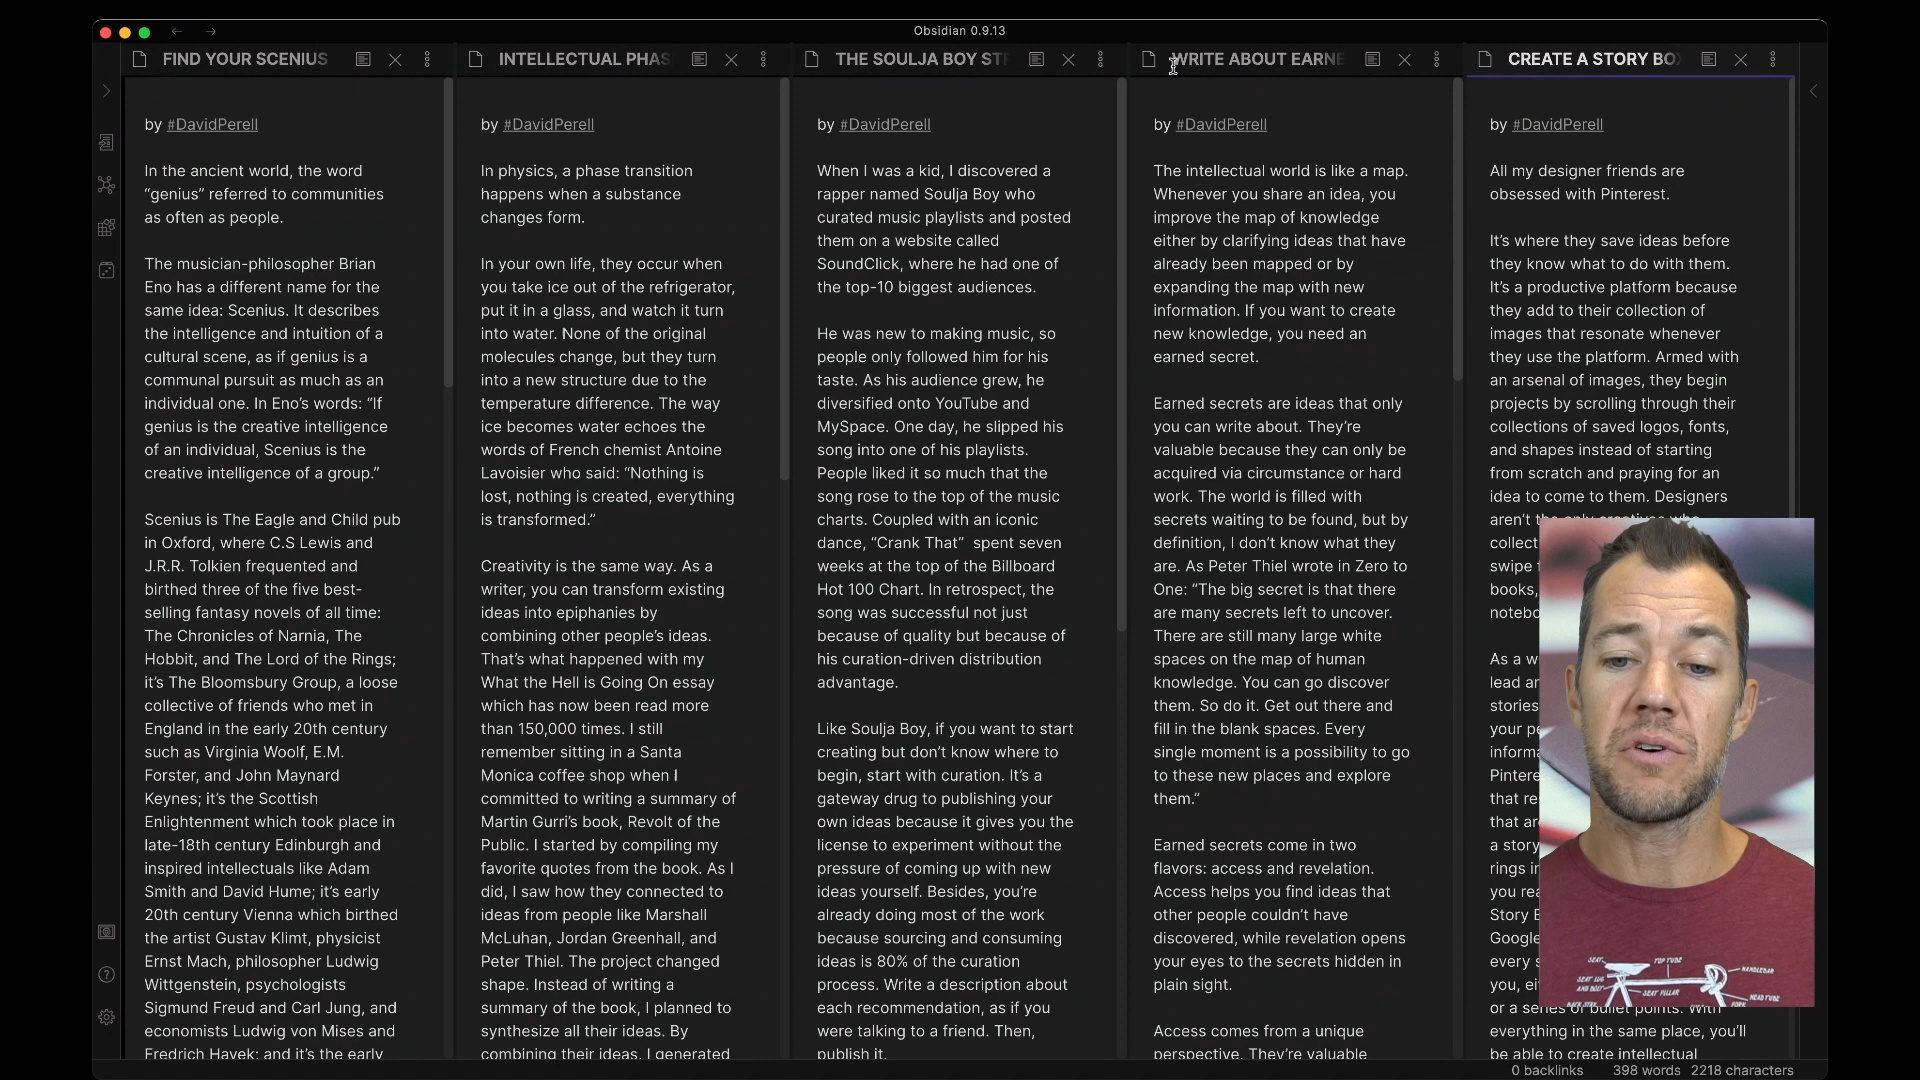 Obsidian 0.9.13
FIND YOUR SCENIUS
by #DavidPerell
In the ancient world, the word
“genius” referred to communities
as often as people.
The musician-philosopher Brian
Eno has a different name for the
same idea: Scenius. It describes
the intelligence and intuition of a
cultural scene, as if genius is a
communal pursuit as much as an
individual one. In Eno’s words: “If
genius is the creative intelligence
of an individual, Scenius is the
creative intelligence of a group.”
Scenius is The Eagle and Child pub
in Oxford, where C.S Lewis and
J.R.R. Tolkien frequented and
birthed three of the five best-
selling fantasy novels of all time:
The Chronicles of Narnia, The
Hobbit, and The Lord of the Rings;
it’s The Bloomsbury Group, a loose
collective of friends who met in
England in the early 20th century
such as Virginia Woolf, E.M.
Forster, and John Maynard
Keynes; it’s the Scottish
Enlightenment which took place in
late-18th century Edinburgh and
inspired intellectuals like Adam
Smith and David Hume; it’s early
20th century Vienna which birthed
the artist Gustav Klimt, physicist
Ernst Mach, philosopher Ludwig
Wittgenstein, psychologists
Sigmund Freud and Carl Jung, and
economists Ludwig von Mises and
Fredrich Hayek; and it’s the early
INTELLECTUAL PHAS
by #DavidPerell
In physics, a phase transition
happens when a substance
changes form.
In your own life, they occur when
you take ice out of the refrigerator,
put it in a glass, and watch it turn
into water. None of the original
molecules change, but they turn
into a new structure due to the
temperature difference. The way
ice becomes water echoes the
words of French chemist Antoine
Lavoisier who said: “Nothing is
lost, nothing is created, everything
is transformed.”
Creativity is the same way. As a
writer, you can transform existing
ideas into epiphanies by
combining other people’s ideas.
That’s what happened with my
What the Hell is Going On essay
which has now been read more
than 150,000 times. I still
remember sitting in a Santa
Monica coffee shop when I
committed to writing a summary of
Martin Gurri’s book, Revolt of the
Public. I started by compiling my
favorite quotes from the book. As I
did, I saw how they connected to
ideas from people like Marshall
McLuhan, Jordan Greenhall, and
Peter Thiel. The project changed
shape. Instead of writing a
summary of the book, I planned to
synthesize all their ideas. By
combining their ideas, I generated
THE SOULJA BOY ST
by #DavidPerell
When I was a kid, I discovered a
rapper named Soulja Boy who
curated music playlists and posted
them on a website called
SoundClick, where he had one of
the top-10 biggest audiences.
He was new to making music, so
people only followed him for his
taste. As his audience grew, he
diversified onto YouTube and
MySpace. One day, he slipped his
song into one of his playlists.
People liked it so much that the
song rose to the top of the music
charts. Coupled with an iconic
dance, “Crank That”  spent seven
weeks at the top of the Billboard
Hot 100 Chart. In retrospect, the
song was successful not just
because of quality but because of
his curation-driven distribution
advantage.
Like Soulja Boy, if you want to start
creating but don’t know where to
begin, start with curation. It’s a
gateway drug to publishing your
own ideas because it gives you the
license to experiment without the
pressure of coming up with new
ideas yourself. Besides, you’re
already doing most of the work
because sourcing and consuming
ideas is 80% of the curation
process. Write a description about
each recommendation, as if you
were talking to a friend. Then,
publish it.
WRITE ABOUT EARNE
by #DavidPerell
The intellectual world is like a map.
Whenever you share an idea, you
improve the map of knowledge
either by clarifying ideas that have
already been mapped or by
expanding the map with new
information. If you want to create
new knowledge, you need an
earned secret.
Earned secrets are ideas that only
you can write about. They’re
valuable because they can only be
acquired via circumstance or hard
work. The world is filled with
secrets waiting to be found, but by
definition, I don’t know what they
are. As Peter Thiel wrote in Zero to
One: “The big secret is that there
are many secrets left to uncover.
There are still many large white
spaces on the map of human
knowledge. You can go discover
them. So do it. Get out there and
fill in the blank spaces. Every
single moment is a possibility to go
to these new places and explore
them.”
Earned secrets come in two
flavors: access and revelation.
Access helps you find ideas that
other people couldn’t have
discovered, while revelation opens
your eyes to the secrets hidden in
plain sight.
Access comes from a unique
perspective. They’re valuable
CREATE A STORY BO
by #DavidPerell
All my designer friends are
obsessed with Pinterest.
It’s where they save ideas before
they know what to do with them.
It’s a productive platform because
they add to their collection of
images that resonate whenever
they use the platform. Armed with
an arsenal of images, they begin
projects by scrolling through their
collections of saved logos, fonts,
and shapes instead of starting
from scratch and praying for an
idea to come to them. Designers
aren’t the only creatives who
collect
swipe
books,
notebo
As a w
lead a
stories
your pe
informa
Pintere
that re
that ar
a story
rings i
you rea
Story B
Google
every s
you, ei
or a series of bullet points. With
everything in the same place, you’ll
be able to create intellectual
SEAT
TOP TUBE
HANDLEBAR
SEAT LUG
AND BOLT
SEAT PILLAR
HEAD TUBE
FORK
0 backlinks 398 words 2218 characters